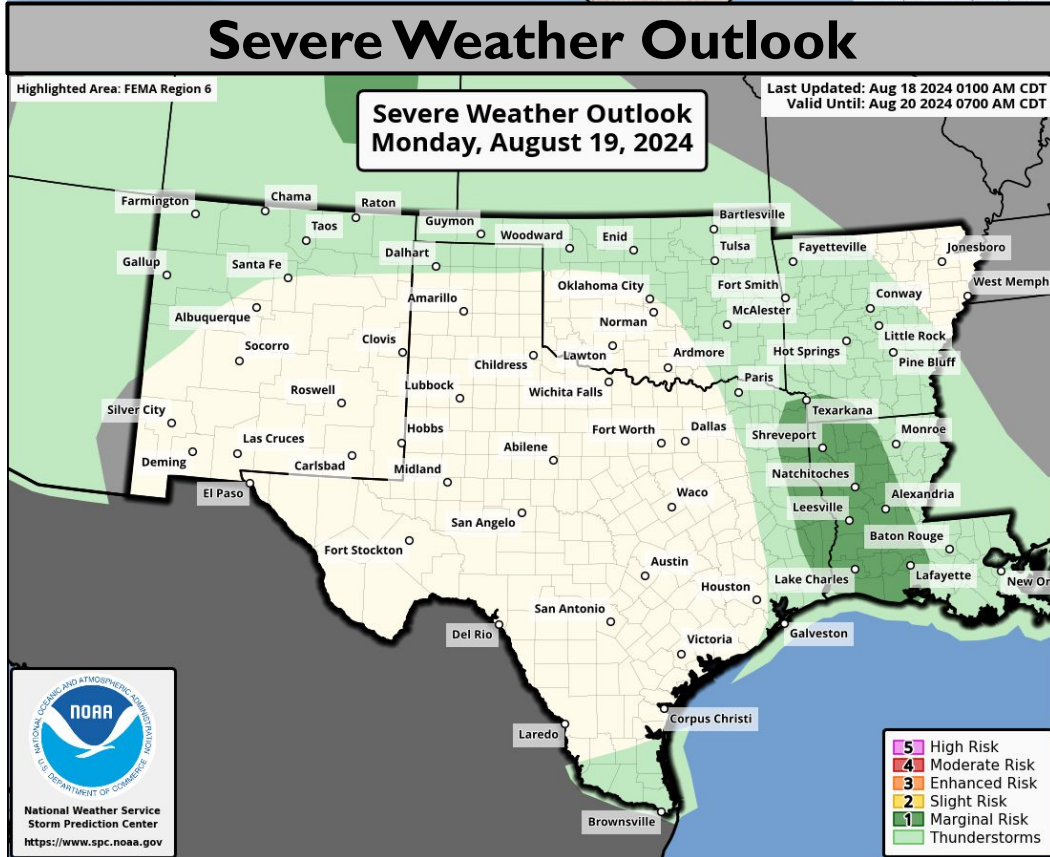 Severe Weather Outlook
Highlighted Area: FEMA Region 6
Last Updated: Aug 18 2024 0100 AM CDT
Valid Until: Aug 20 2024 0700 AM CDT
Severe Weather Outlook
Monday, August 19, 2024
Farmington
Chama
Raton
Taos
Guymon
Woodward
Enid
Bartlesville
Gallup
Santa Fe
Dalhart
Tulsa
Fayetteville
Jonesboro
Albuquerque
Amarillo
Oklahoma City
Fort Smith
Conway
West Memph
Norman
McAlester
Socorro
Clovis
Childress
Lawton
Ardmore
Hot Springs
Little Rock
Pine Bluff
Roswell
Lubbock
Wichita Falls
Paris
Texarkana
Silver City
Hobbs
Fort Worth
Dallas
Shreveport
Monroe
Las Cruces
Abilene
Deming
Carlsbad
Midland
Natchitoches
El Paso
Waco
Leesville
Alexandria
San Angelo
Baton Rouge
Fort Stockton
Austin
Houston
Lake Charles
Lafayette
New Or
San Antonio
Del Rio
Victoria
Galveston
Laredo
Corpus Christi
Brownsville
NATIONAL OCEANIC AND ATMOSPHERIC ADMINISTRATION
NOAA
U.S. DEPARTMENT OF COMMERCE
National Weather Service
Storm Prediction Center
https://www.spc.noaa.gov
5 High Risk
4 Moderate Risk
3 Enhanced Risk
2 Slight Risk
1 Marginal Risk
Thunderstorms